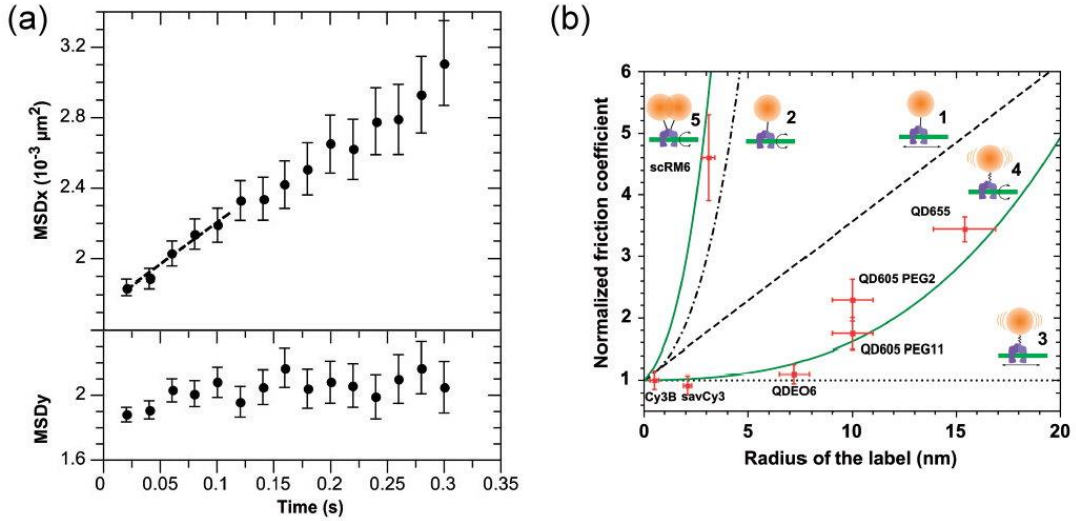 (a)
3.2
2.8
2.4
2
MSDx (10⁻³ µm²)
2
1.6
MSDy
0
0.05
0.1
0.15
0.20
0.25
0.30
0.35
Time (s)
(b)
6
5
4
3
2
1
Normalized friction coefficient
5
2
1
4
3
scRM6
QD655
QD605 PEG2
QD605 PEG11
Cy3B
savCy3
QDEO6
0
5
10
15
20
Radius of the label (nm)